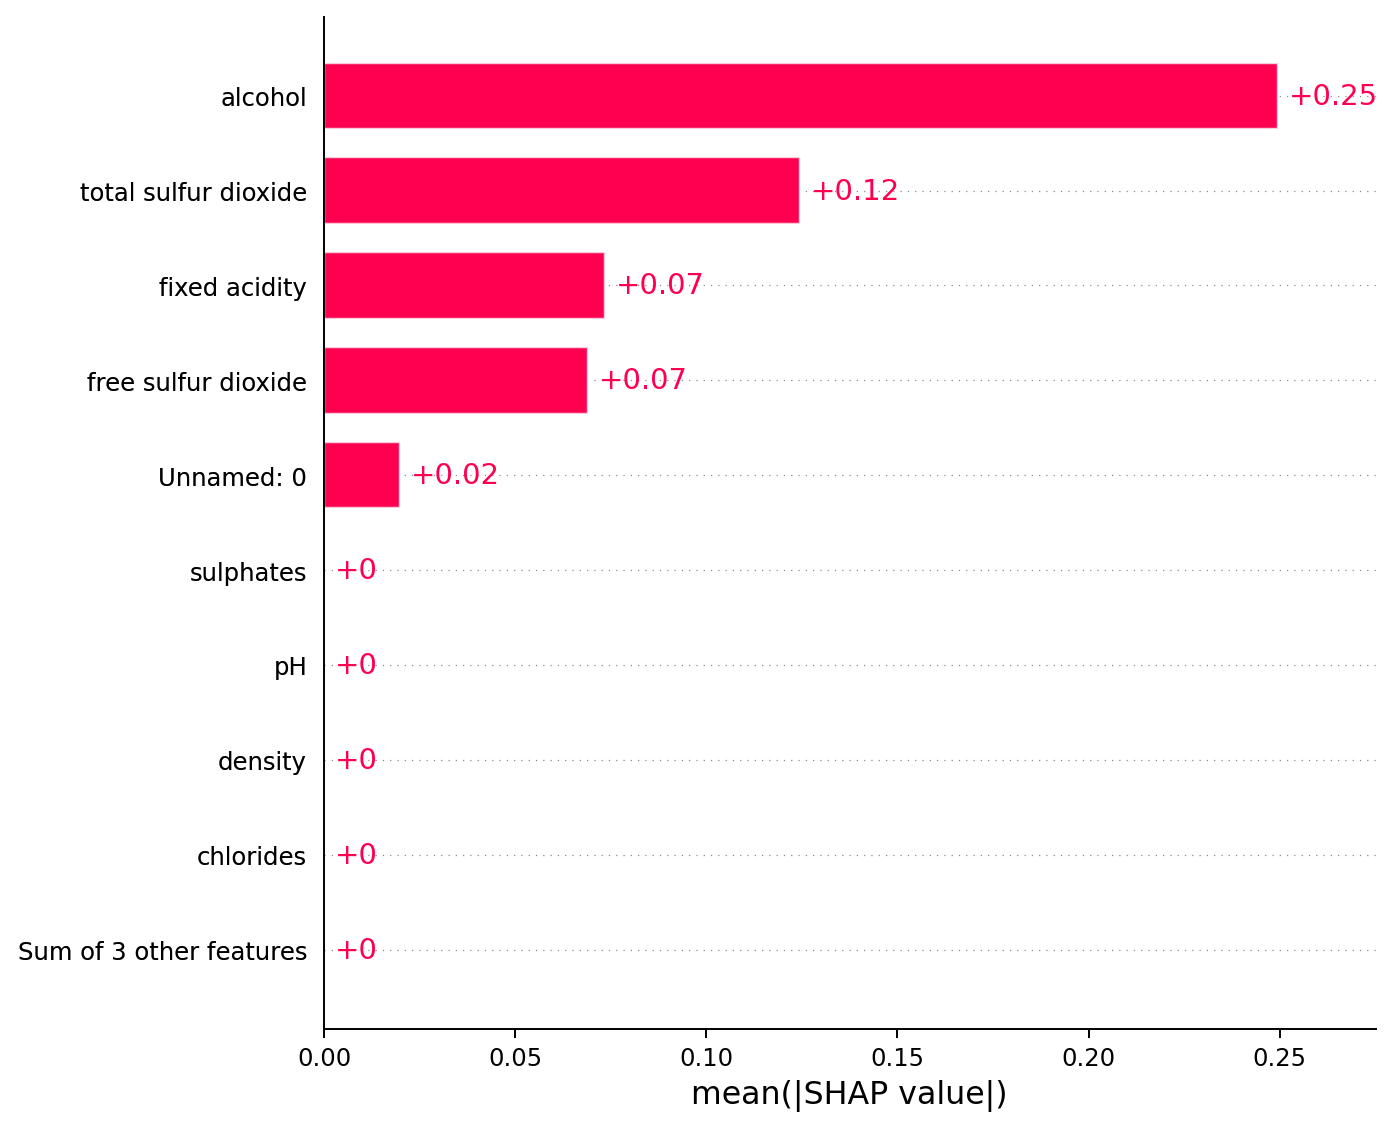 alcohol +0.25
total sulfur dioxide +0.12
fixed acidity +0.07
free sulfur dioxide +0.07
Unnamed: 0 +0.02
sulphates +0
pH +0
density +0
chlorides +0
Sum of 3 other features +0
0.00 0.05 0.10 0.15 0.20 0.25
mean(|SHAP value|)